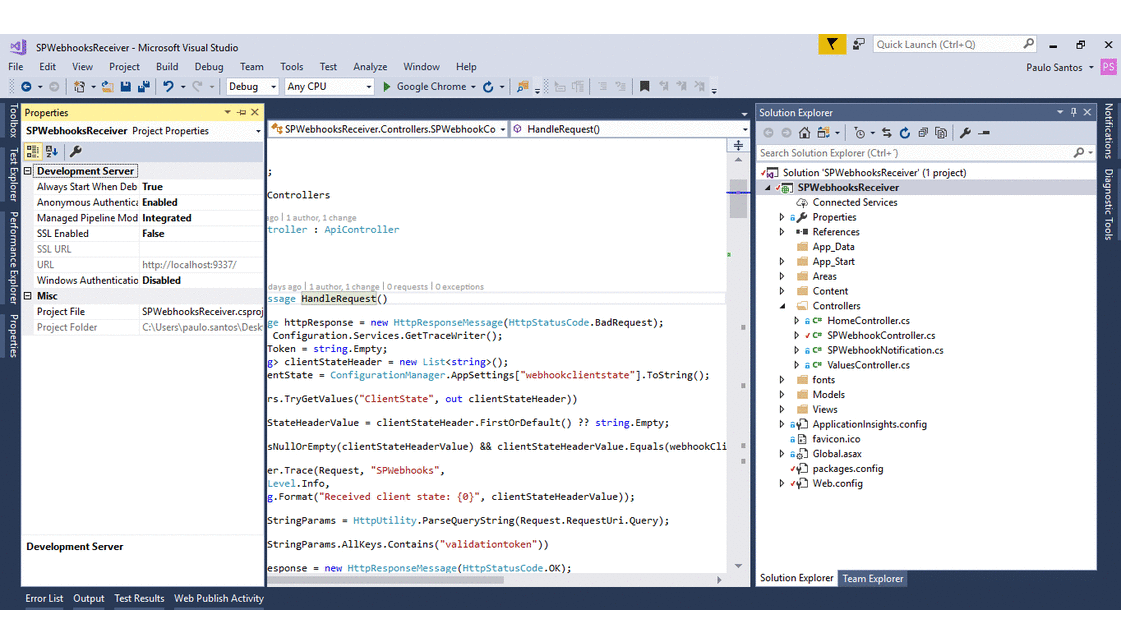 SPWebhooksReceiver - Microsoft Visual Studio
Quick Launch (Ctrl+Q)
File Edit View Project Build Debug Team Tools Test Analyze Window Help
Paulo Santos PS
Debug Any CPU Google Chrome
Toolbox
Test Explorer
Performance Explorer
Properties
Properties
SPWebhooksReceiver Project Properties
Development Server
Always Start When Deb True
Anonymous Authentica Enabled
Managed Pipeline Mod Integrated
SSL Enabled False
SSL URL
URL http://localhost:9337/
Windows Authenticatio Disabled
Misc
Project File SPWebhooksReceiver.csproj
Project Folder C:\Users\paulo.santos\Desk
Development Server
SPWebhooksReceiver.Controllers.SPWebhookCo HandleRequest()
;
Controllers
ago | 1 author, 1 change
troller : ApiController
days ago | 1 author, 1 change | 0 requests | 0 exceptions
ssage HandleRequest()
ge httpResponse = new HttpResponseMessage(HttpStatusCode.BadRequest);
Configuration.Services.GetTraceWriter();
Token = string.Empty;
g> clientStateHeader = new List<string>();
entState = ConfigurationManager.AppSettings["webhookclientstate"].ToString();
rs.TryGetValues("ClientState", out clientStateHeader))
StateHeaderValue = clientStateHeader.FirstOrDefault() ?? string.Empty;
sNullOrEmpty(clientStateHeaderValue) && clientStateHeaderValue.Equals(webhookCli
er.Trace(Request, "SPWebhooks",
Level.Info,
g.Format("Received client state: {0}", clientStateHeaderValue));
StringParams = HttpUtility.ParseQueryString(Request.RequestUri.Query);
StringParams.AllKeys.Contains("validationtoken"))
esponse = new HttpResponseMessage(HttpStatusCode.OK);
Solution Explorer
Search Solution Explorer (Ctrl+´)
Solution 'SPWebhooksReceiver' (1 project)
SPWebhooksReceiver
Connected Services
Properties
References
App_Data
App_Start
Areas
Content
Controllers
C# HomeController.cs
C# SPWebhookController.cs
C# SPWebhookNotification.cs
C# ValuesController.cs
fonts
Models
Views
ApplicationInsights.config
favicon.ico
Global.asax
packages.config
Web.config
Solution Explorer Team Explorer
Notifications
Diagnostic Tools
Error List Output Test Results Web Publish Activity